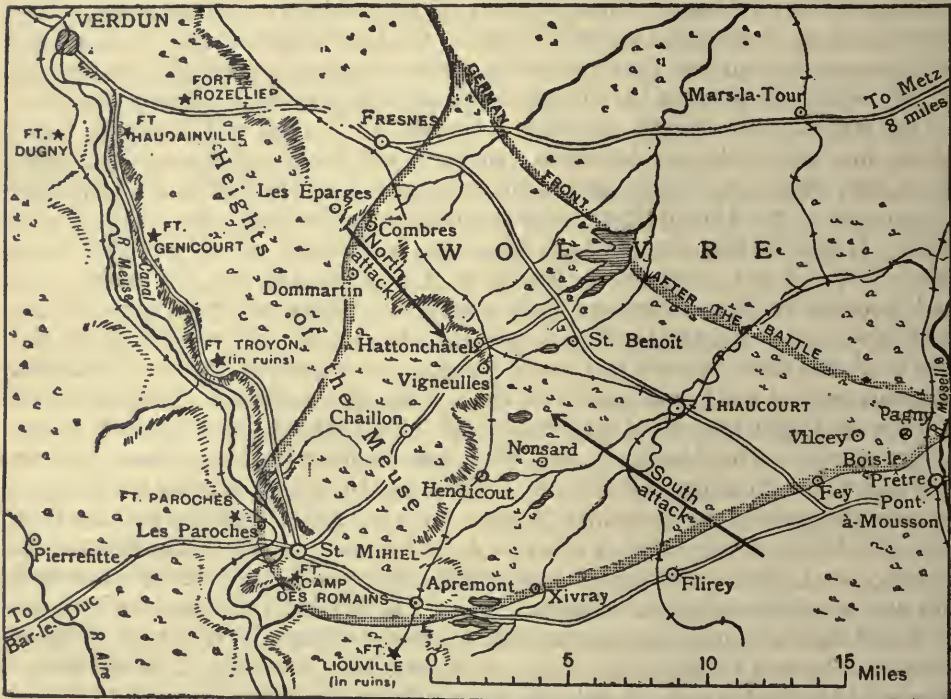 VERDUN
FORT
ROZELLIER
FT.
DUGNY
FT
HAUDAINVILLE
FRESNES
Mars-la-Tour
To Metz
8 miles
GERMAN
FRONT
AFTER THE BATTLE
Les Éparges
Combres
North
attack
WOEVRE
FT.
GENICOURT
R Meuse
Canal
Heights of the Meuse
Dommartin
FT TROYON
(in ruins)
Hattonchâtel
St. Benoît
Vigneulles
THIAUCOURT
Chaillon
Nonsard
Hendicout
South
attack
R Moselle
Pagny
Vilcey
Bois-le-
Prêtre
Fey
Pont-
à-Mousson
FT. PAROCHES
Les Paroches
Pierrefitte
ST. MIHIEL
FT.
CAMP
DES ROMAINS
Apremont
Xivray
Flirey
To
Bar-le-Duc
R Aire
FT.
LIOUVILLE
(in ruins)
0 5 10 15
Miles